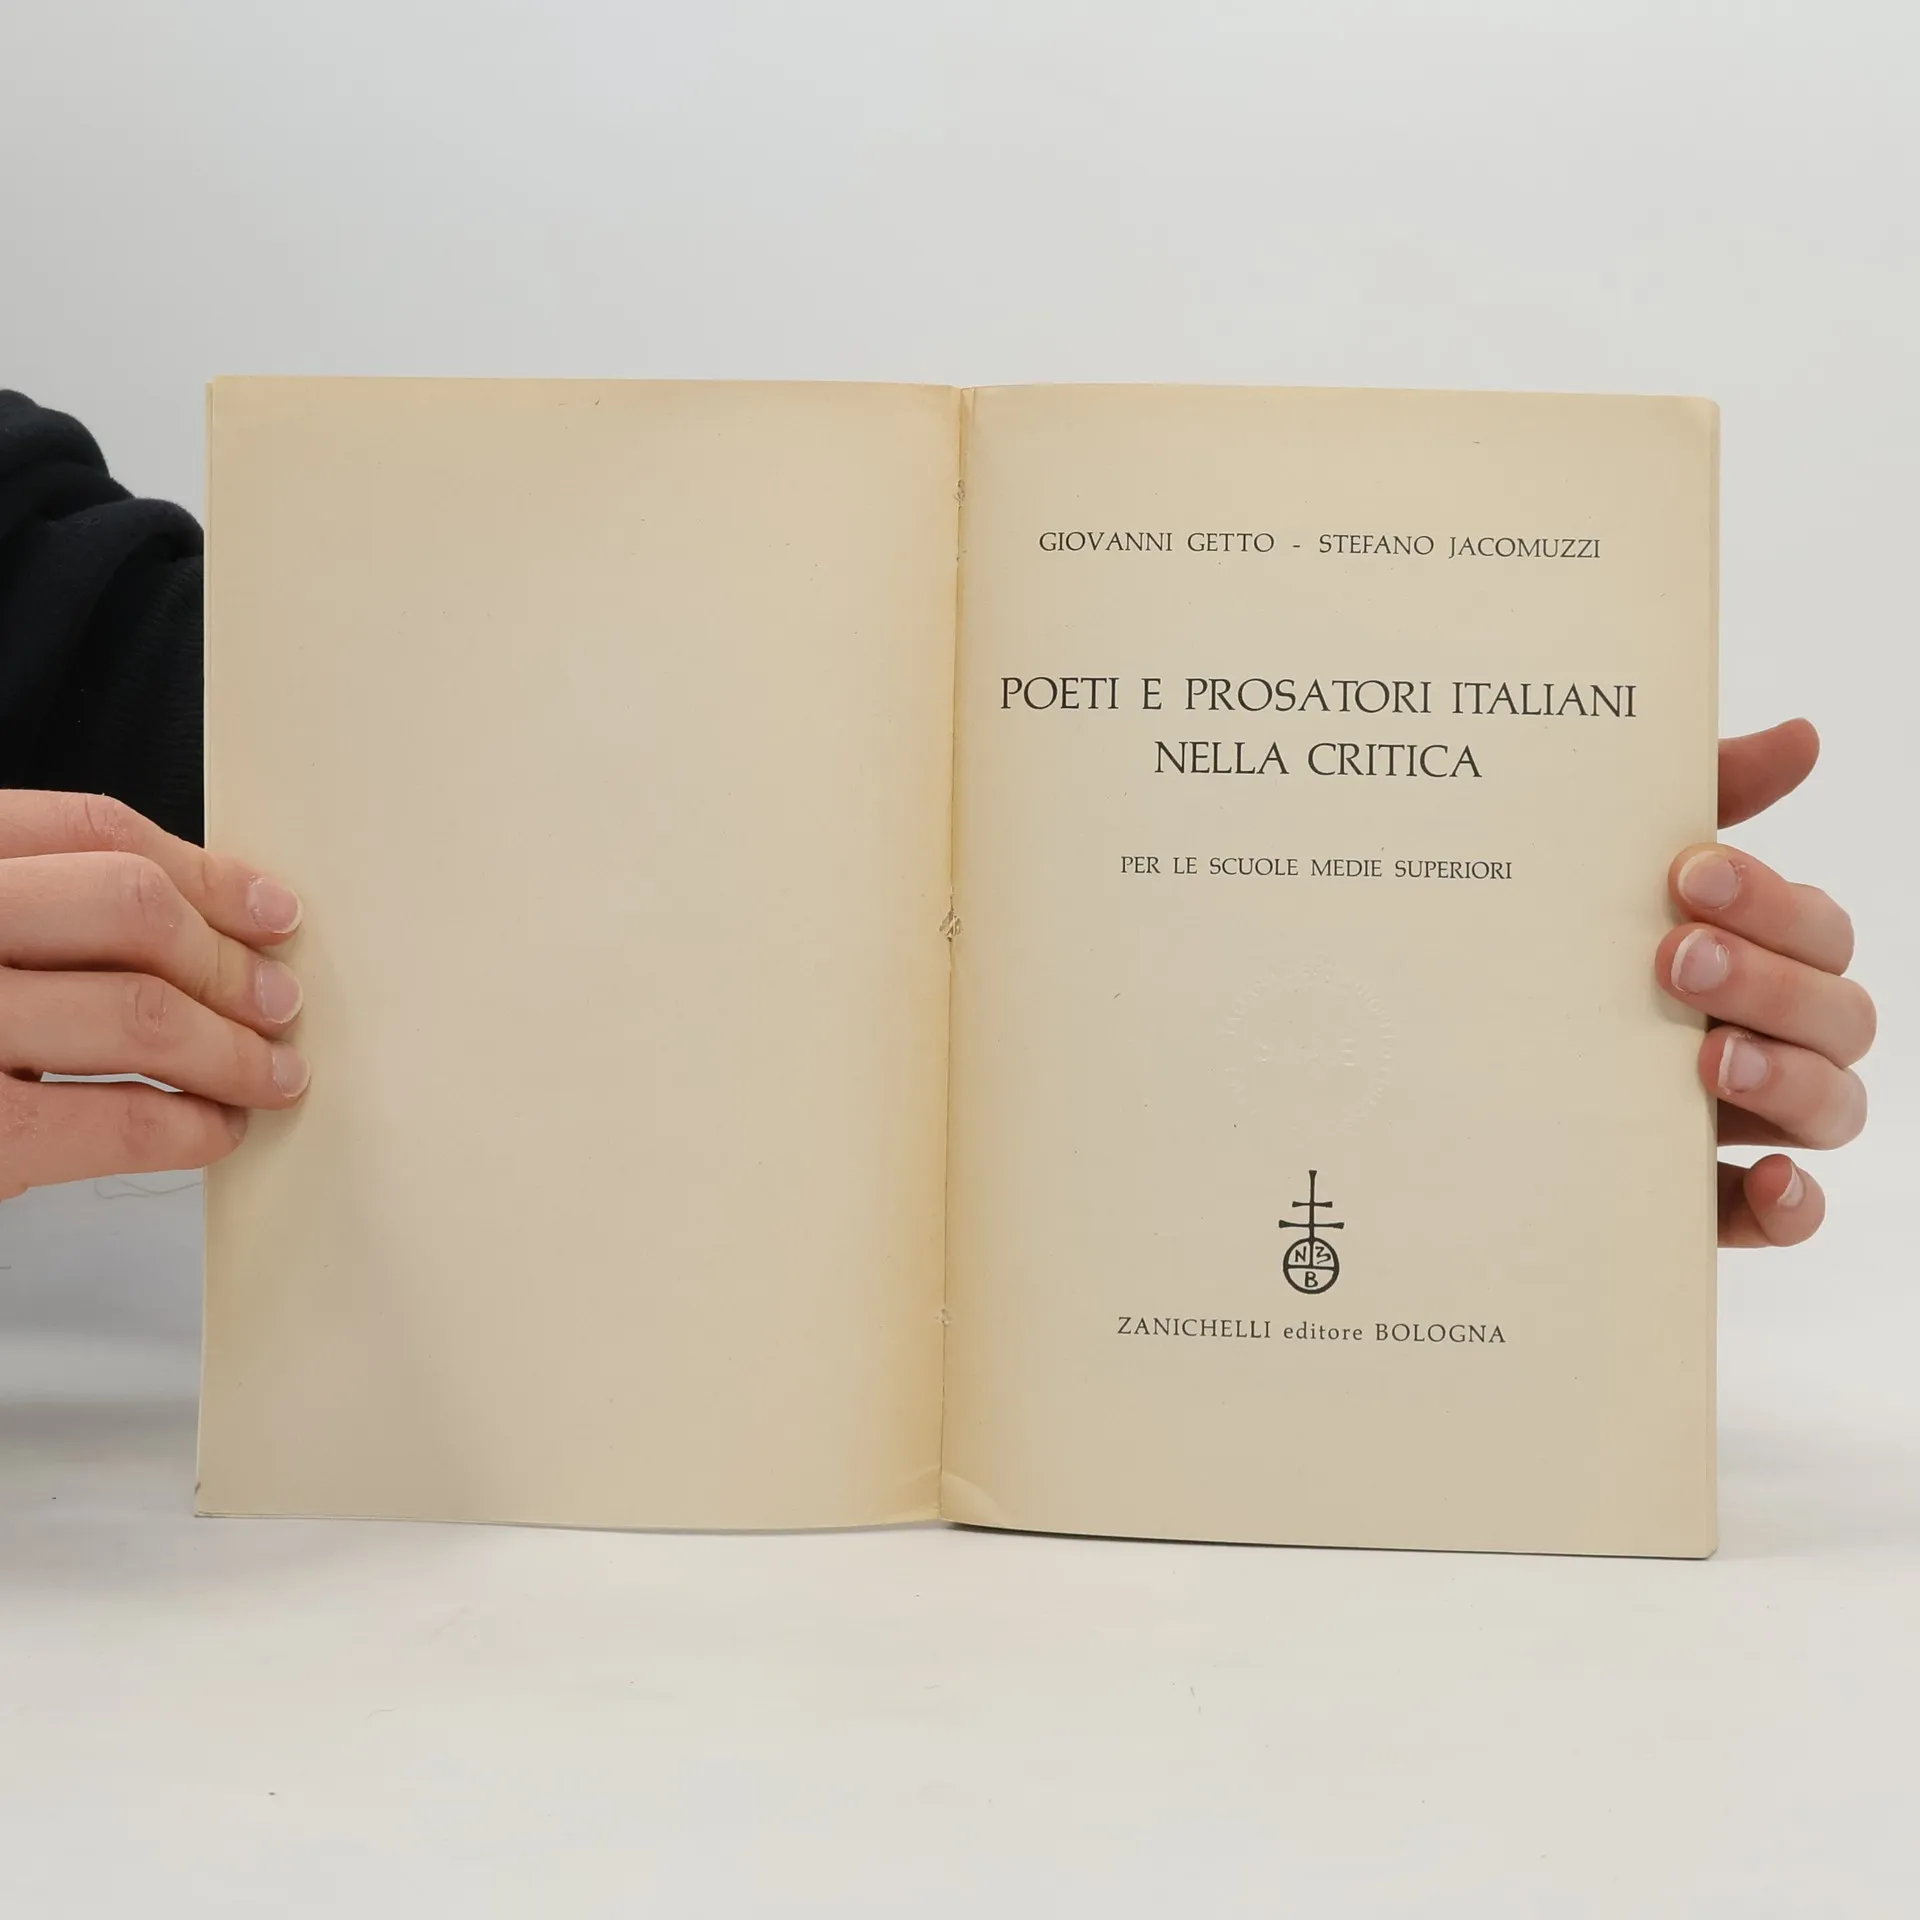 GIOVANNI GETTO - STEFANO JACOMUZZI
POETI E PROSATORI ITALIANI
NELLA CRITICA
PER LE SCUOLE MEDIE SUPERIORI
N Z
B
ZANICHELLI editore BOLOGNA